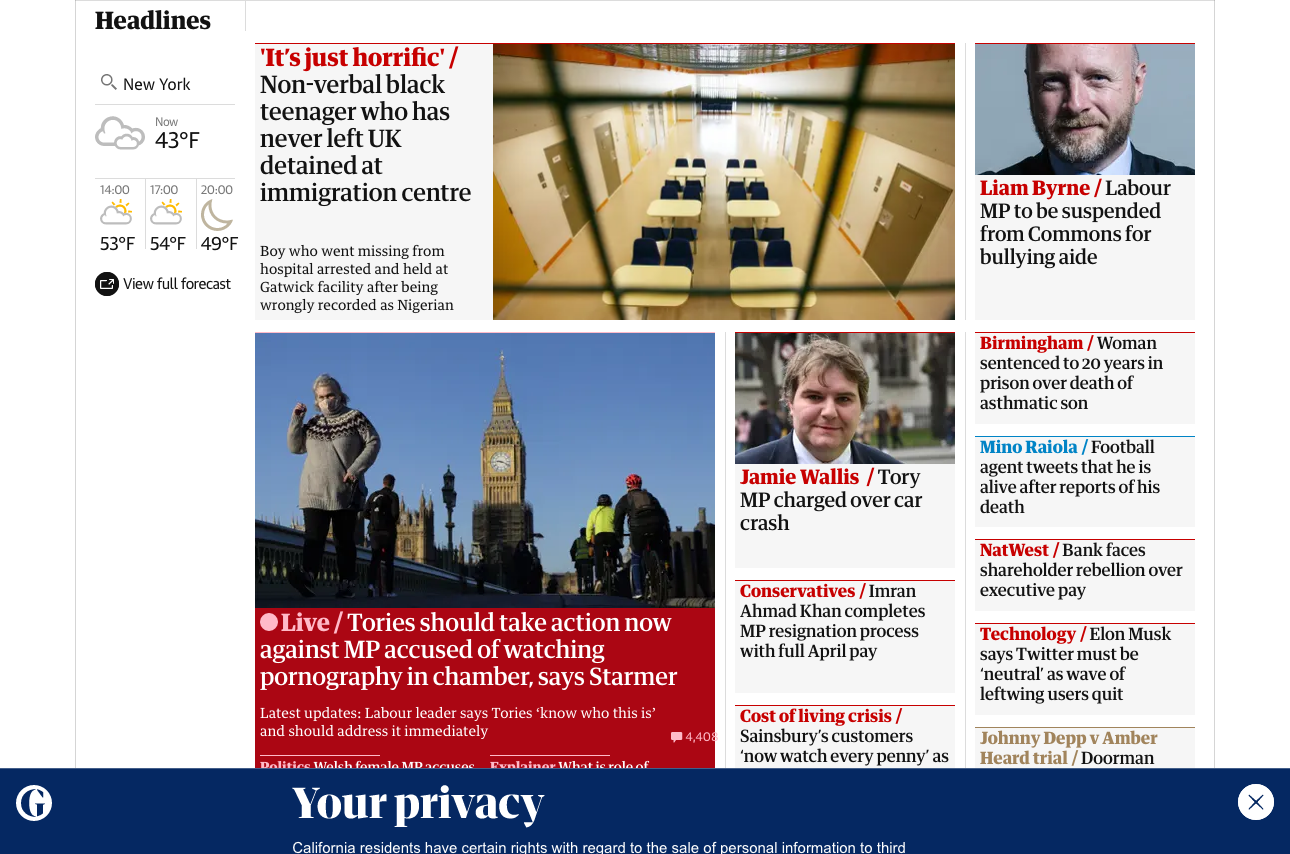 Headlines
New York
Now
43°F
14:00
17:00
20:00
53°F
54°F
49°F
View full forecast
'It's just horrific' /
Non-verbal black
teenager who has
never left UK
detained at
immigration centre
Boy who went missing from
hospital arrested and held at
Gatwick facility after being
wrongly recorded as Nigerian
Liam Byrne / Labour
MP to be suspended
from Commons for
bullying aide
Live / Tories should take action now
against MP accused of watching
pornography in chamber, says Starmer
Latest updates: Labour leader says Tories ‘know who this is’
and should address it immediately
4,408
Politics Welsh female MP accuses
Explainer What is role of
Jamie Wallis / Tory
MP charged over car
crash
Conservatives / Imran
Ahmad Khan completes
MP resignation process
with full April pay
Cost of living crisis /
Sainsbury’s customers
‘now watch every penny’ as
Birmingham / Woman
sentenced to 20 years in
prison over death of
asthmatic son
Mino Raiola / Football
agent tweets that he is
alive after reports of his
death
NatWest / Bank faces
shareholder rebellion over
executive pay
Technology / Elon Musk
says Twitter must be
‘neutral’ as wave of
leftwing users quit
Johnny Depp v Amber
Heard trial / Doorman
Your privacy
California residents have certain rights with regard to the sale of personal information to third